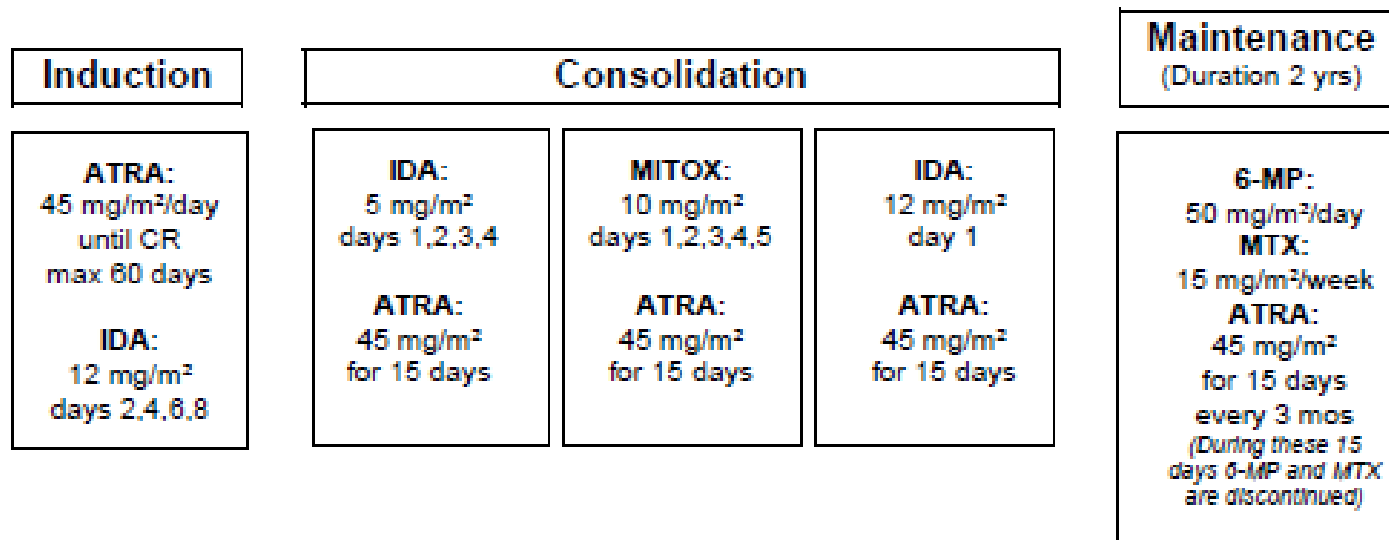 Induction
Consolidation
Maintenance
(Duration 2 yrs)
ATRA:
45 mg/m²/day
until CR
max 60 days
IDA:
12 mg/m²
days 2,4,6,8
IDA:
5 mg/m²
days 1,2,3,4
ATRA:
45 mg/m²
for 15 days
MITOX:
10 mg/m²
days 1,2,3,4,5
ATRA:
45 mg/m²
for 15 days
IDA:
12 mg/m²
day 1
ATRA:
45 mg/m²
for 15 days
6-MP:
50 mg/m²/day
MTX:
15 mg/m²/week
ATRA:
45 mg/m²
for 15 days
every 3 mos
(During these 15
days 6-MP and MTX
are discontinued)